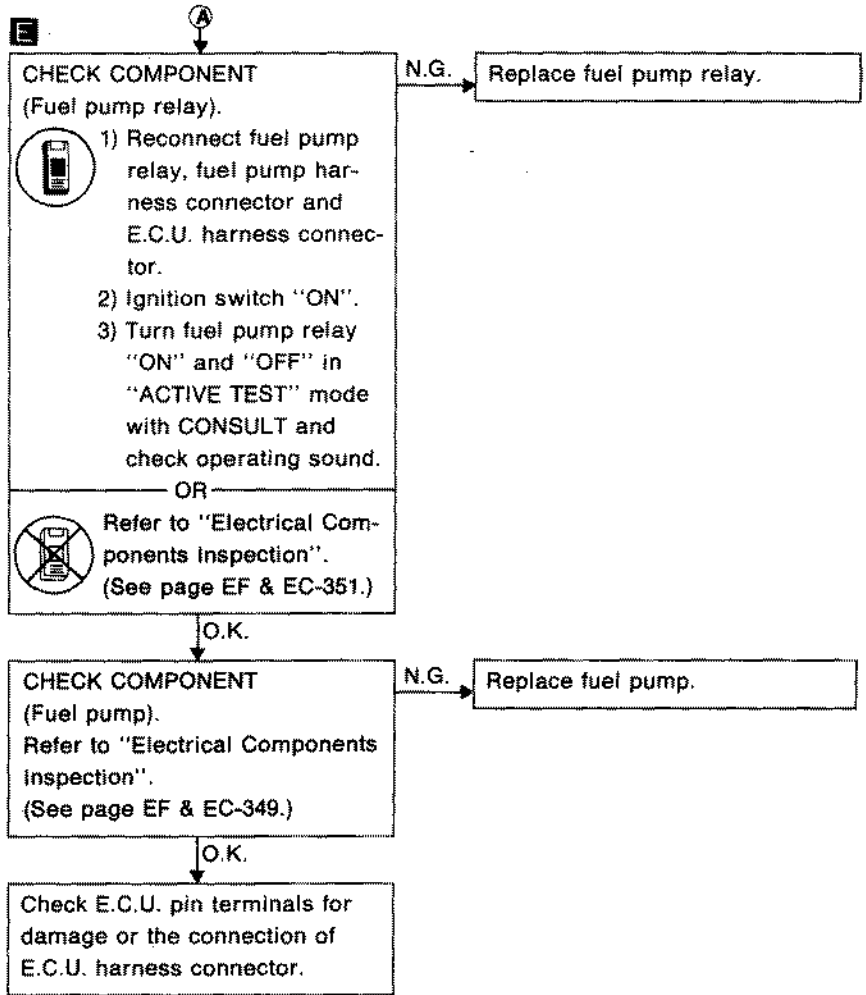 A
E
CHECK COMPONENT
(Fuel pump relay).
1) Reconnect fuel pump
relay, fuel pump har-
ness connector and
E.C.U. harness connec-
tor.
2) Ignition switch "ON".
3) Turn fuel pump relay
"ON" and "OFF" in
"ACTIVE TEST" mode
with CONSULT and
check operating sound.
OR
Refer to "Electrical Com-
ponents Inspection".
(See page EF & EC-351.)
N.G.
Replace fuel pump relay.
O.K.
CHECK COMPONENT
(Fuel pump).
Refer to "Electrical Components
Inspection".
(See page EF & EC-349.)
N.G.
Replace fuel pump.
O.K.
Check E.C.U. pin terminals for
damage or the connection of
E.C.U. harness connector.